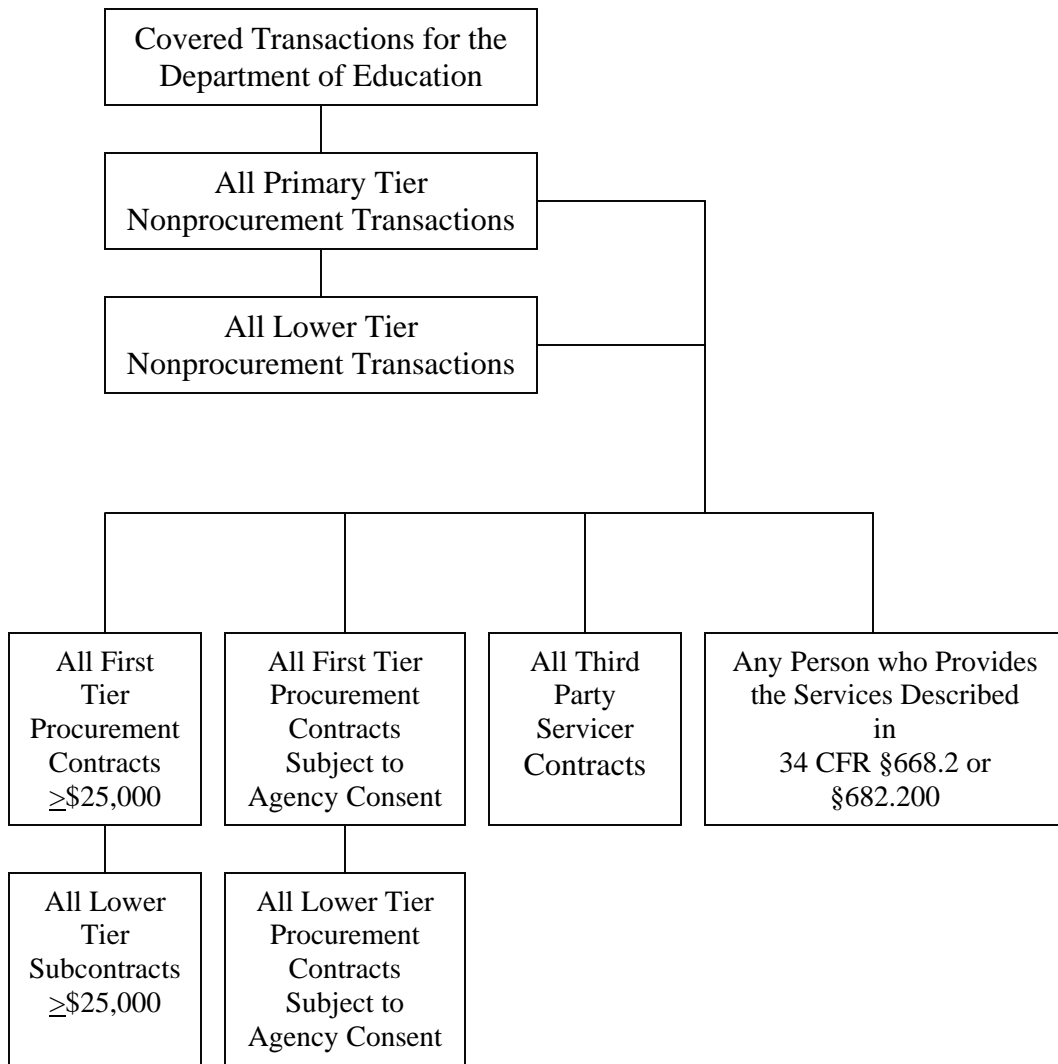 Covered Transactions for the
Department of Education
All Primary Tier
Nonprocurement Transactions
All Lower Tier
Nonprocurement Transactions
All First
Tier
Procurement
Contracts
≥$25,000
All First Tier
Procurement
Contracts
Subject to
Agency Consent
All Third
Party
Servicer
Contracts
Any Person who Provides
the Services Described
in
34 CFR §668.2 or
§682.200
All Lower
Tier
Subcontracts
≥$25,000
All Lower Tier
Procurement
Contracts
Subject to
Agency Consent